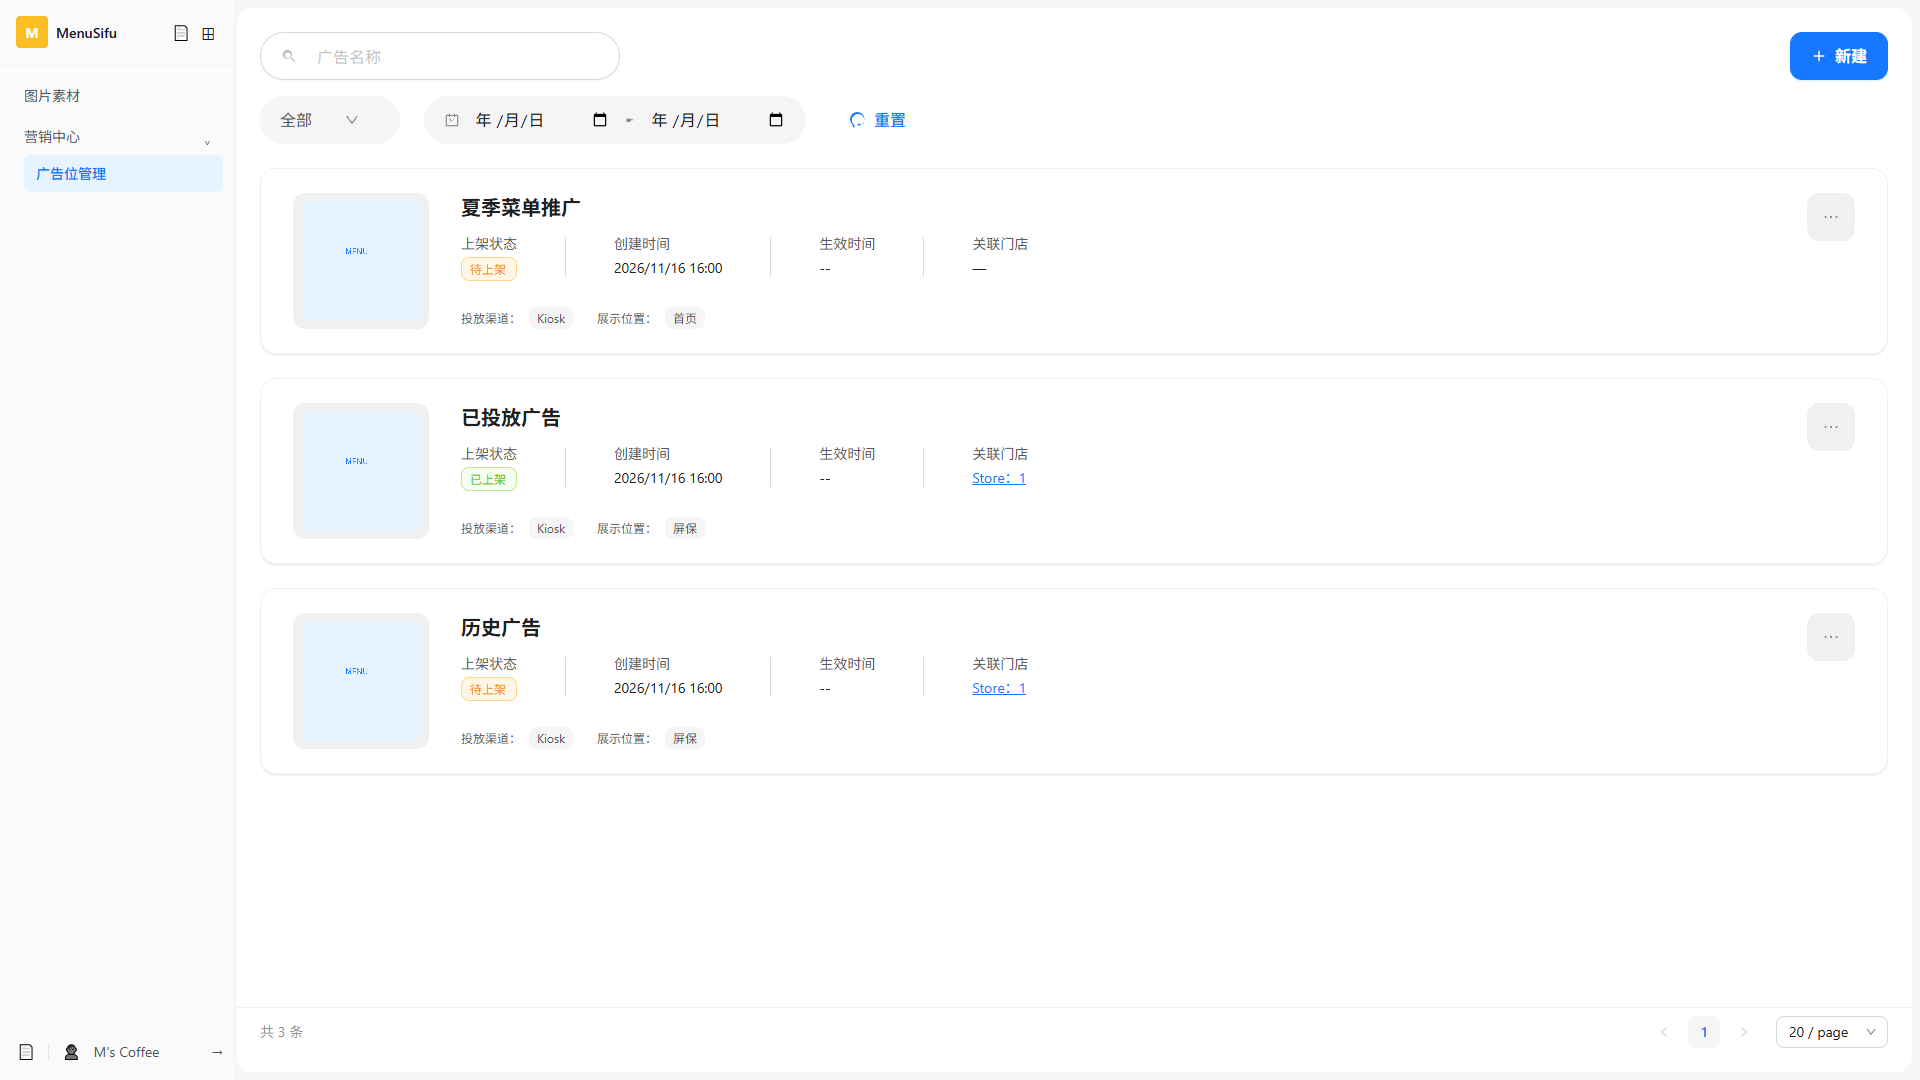 M MenuSifu
图片素材
营销中心
广告位管理
M's Coffee →
广告名称
+ 新建
全部
年 /月/日 - 年 /月/日
重置
MENU
夏季菜单推广
上架状态 创建时间 生效时间 关联门店
待上架 2026/11/16 16:00 -- —
投放渠道： Kiosk 展示位置： 首页
...
MENU
已投放广告
上架状态 创建时间 生效时间 关联门店
已上架 2026/11/16 16:00 -- Store：1
投放渠道： Kiosk 展示位置： 屏保
...
MENU
历史广告
上架状态 创建时间 生效时间 关联门店
待上架 2026/11/16 16:00 -- Store：1
投放渠道： Kiosk 展示位置： 屏保
...
共 3 条
< 1 > 20 / page